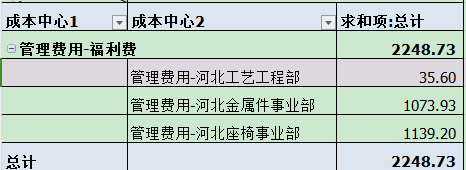 成本中心1 成本中心2 求和项:总计
管理费用-福利费 2248.73
管理费用-河北工艺工程部 35.60
管理费用-河北金属件事业部 1073.93
管理费用-河北座椅事业部 1139.20
总计 2248.73